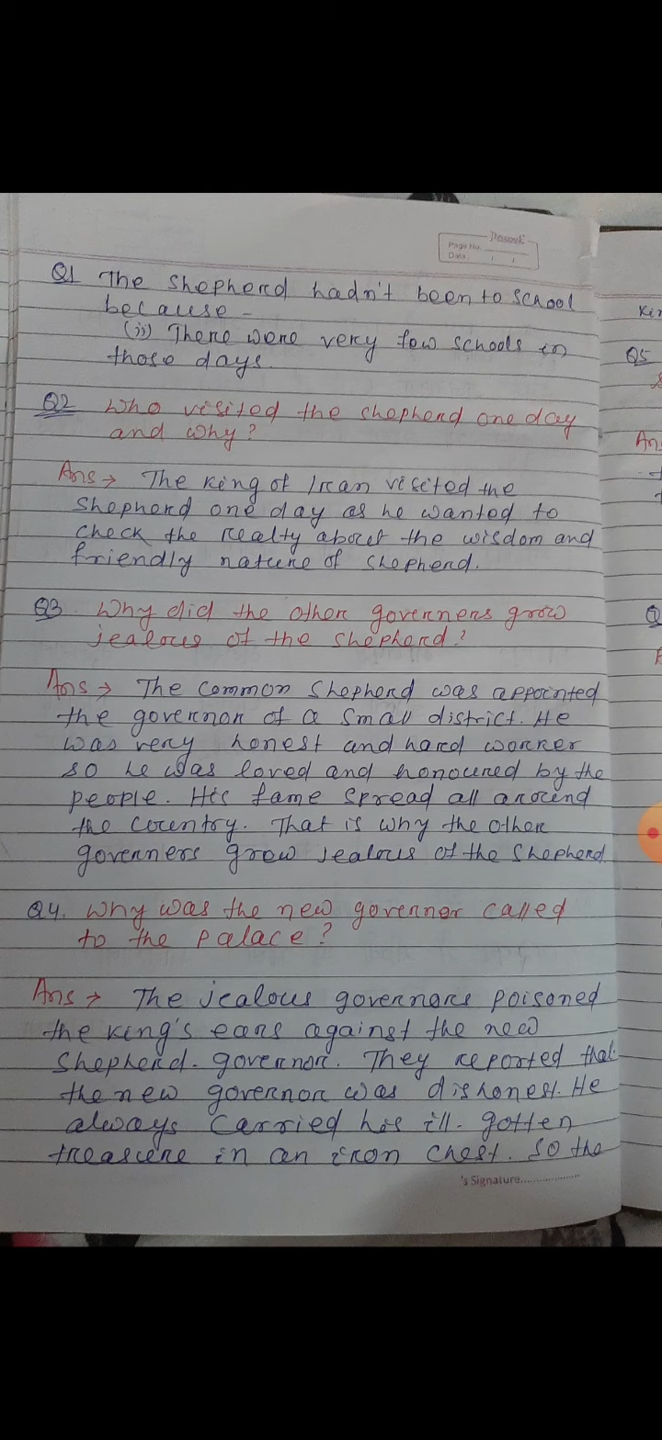 Page No.
Date
Q1 The Shepherd hadn't been to School
because -
(ii) There were very few schools in
those days.
Q2 Who visited the shepherd one day
and why?
Ans → The king of Iran visited the
Shepherd one day as he wanted to
check the realty about the wisdom and
friendly nature of shepherd.
Q3 Why did the other governers grow
jealous of the shepherd?
Ans → The common Shepherd was appointed
the governor of a small district. He
was very honest and hard worker
so he was loved and honoured by the
people. His fame spread all around
the country. That is why the other
governers grow jealous of the Shepherd
Q4. Why was the new governor called
to the palace?
Ans → The jealous governors poisoned
the king's ears against the new
Shepherd-governor. They reported that
the new governor was dishonest. He
always carried his ill-gotten
treasure in an iron chest. So the
's Signature....................
Q5